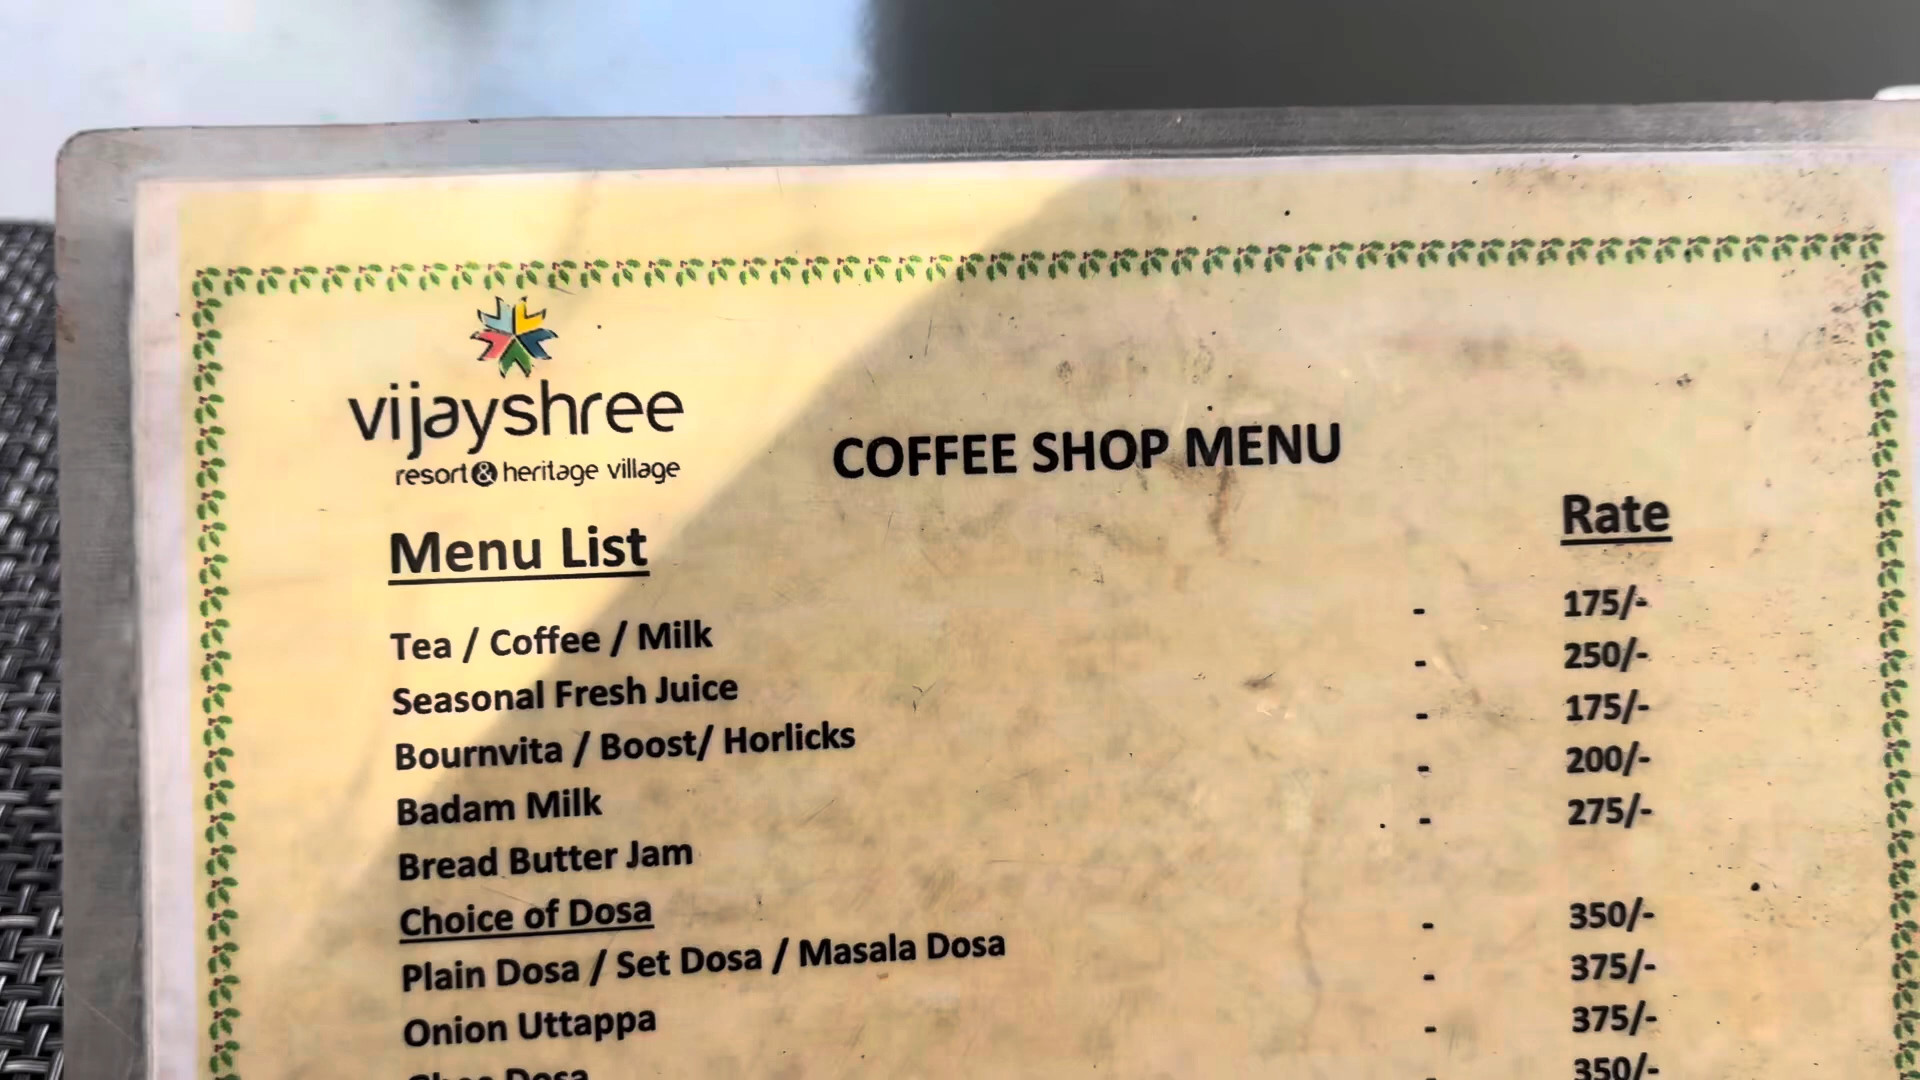 vijayshree
resort & heritage village
COFFEE SHOP MENU
Menu List Rate
Tea / Coffee / Milk - 175/-
Seasonal Fresh Juice - 250/-
Bournvita / Boost/ Horlicks - 175/-
Badam Milk - 200/-
Bread Butter Jam - 275/-
Choice of Dosa
Plain Dosa / Set Dosa / Masala Dosa - 350/-
Onion Uttappa - 375/-
Dosa - 375/-
350/-